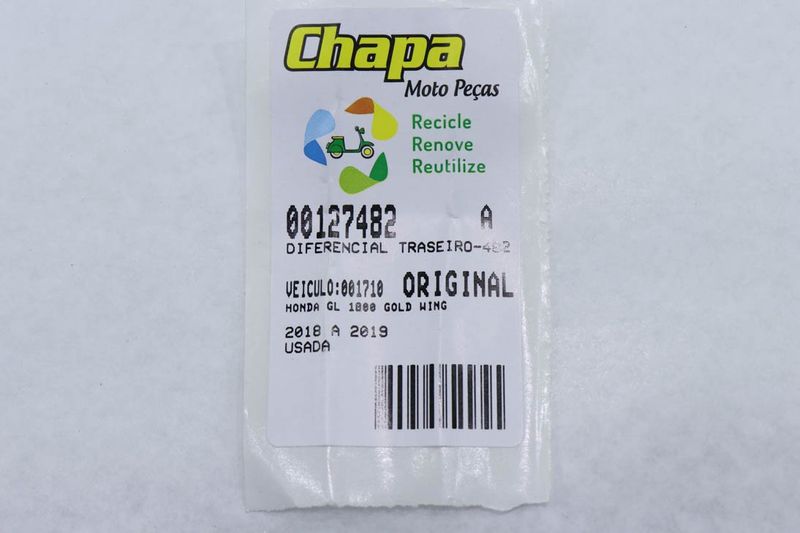 Chapa
Moto Peças
Recicle
Renove
Reutilize
00127482 A
DIFERENCIAL TRASEIRO-482
VEICULO:001710 ORIGINAL
HONDA GL 1800 GOLD WING
2018 A 2019
USADA